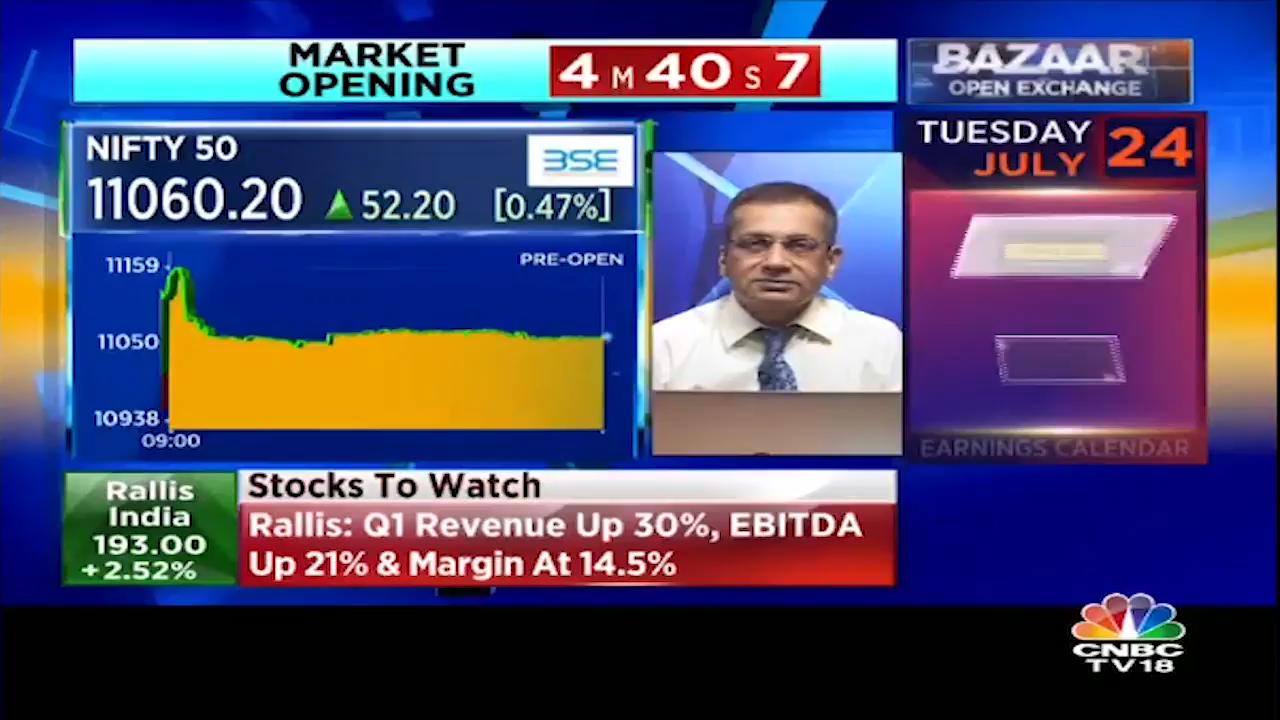 MARKET
OPENING
4 M 40 S 7
BAZAAR
OPEN EXCHANGE
NIFTY 50
BSE
11060.20 ▲ 52.20 [0.47%]
TUESDAY
JULY
24
11159
PRE-OPEN
11050
10938
09:00
EARNINGS CALENDAR
Rallis
India
193.00
+2.52%
Stocks To Watch
Rallis: Q1 Revenue Up 30%, EBITDA
Up 21% & Margin At 14.5%
CNBC
TV18